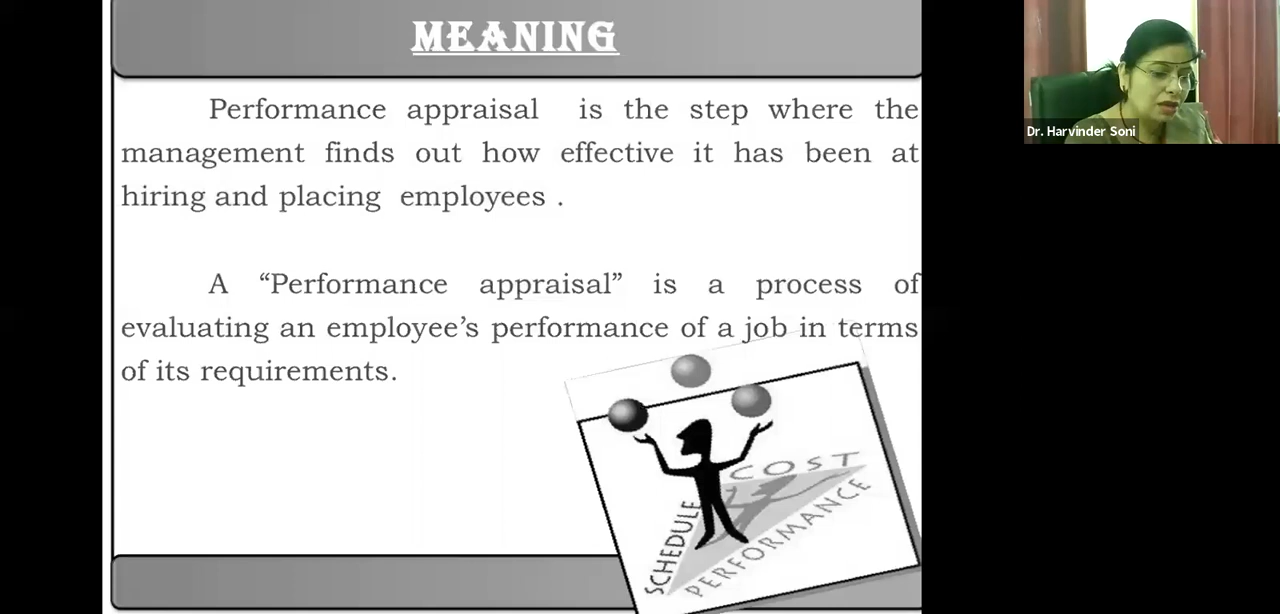 MEANING
Performance appraisal is the step where the
management finds out how effective it has been at
hiring and placing employees .
A “Performance appraisal” is a process of
evaluating an employee’s performance of a job in terms
of its requirements.
COST
SCHEDULE
PERFORMANCE
Dr. Harvinder Soni